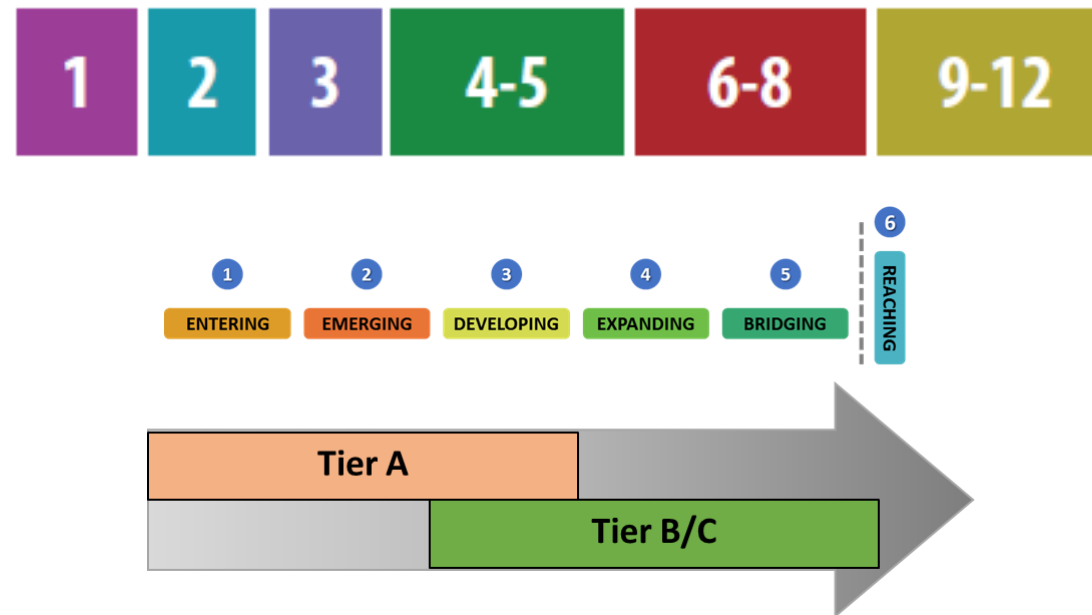 1 2 3 4-5 6-8 9-12
1 2 3 4 5 6
ENTERING EMERGING DEVELOPING EXPANDING BRIDGING REACHING
Tier A
Tier B/C